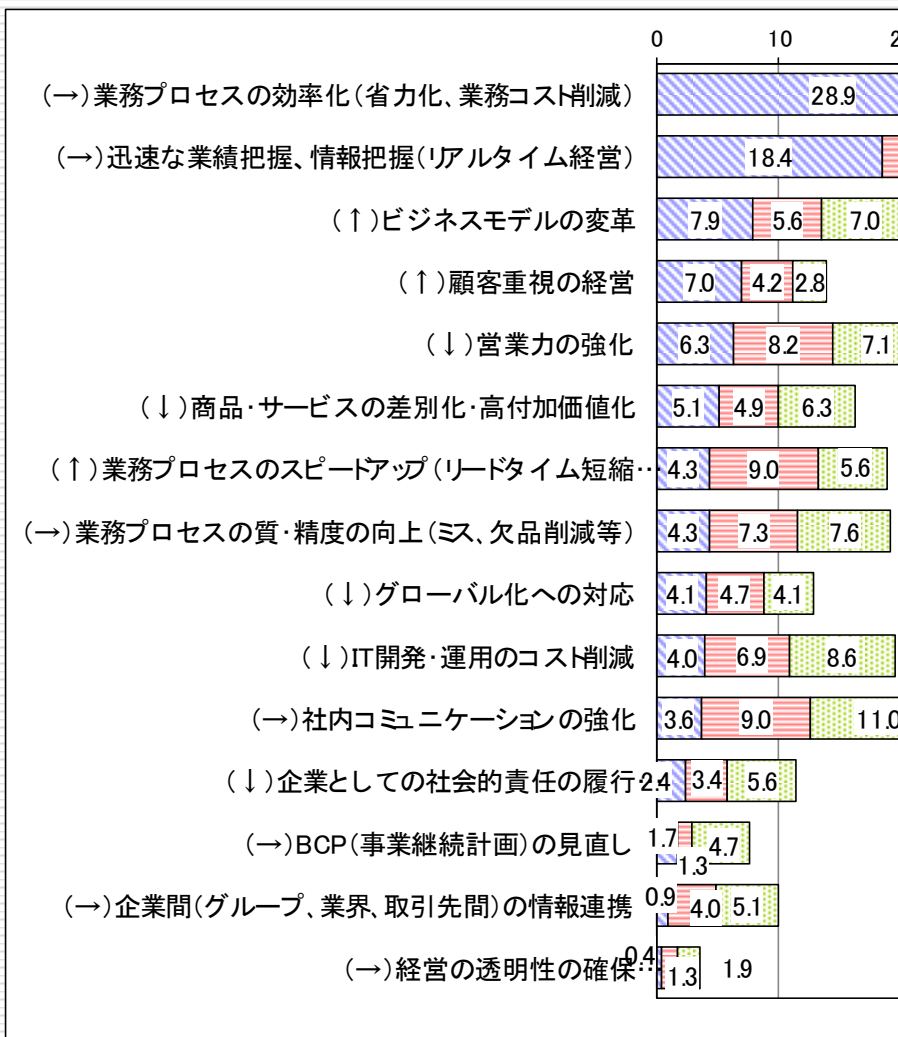 0 10 2
(→)業務プロセスの効率化(省力化、業務コスト削減) 28.9
(→)迅速な業績把握、情報把握(リアルタイム経営) 18.4
(↑)ビジネスモデルの変革 7.9 5.6 7.0
(↑)顧客重視の経営 7.0 4.2 2.8
(↓)営業力の強化 6.3 8.2 7.1
(↓)商品・サービスの差別化・高付加価値化 5.1 4.9 6.3
(↑)業務プロセスのスピードアップ(リードタイム短縮… 4.3 9.0 5.6
(→)業務プロセスの質・精度の向上(ミス、欠品削減等) 4.3 7.3 7.6
(↓)グローバル化への対応 4.1 4.7 4.1
(↓)IT開発・運用のコスト削減 4.0 6.9 8.6
(→)社内コミュニケーションの強化 3.6 9.0 11.0
(↓)企業としての社会的責任の履行… 2.4 3.4 5.6
(→)BCP(事業継続計画)の見直し 1.7 1.3 4.7
(→)企業間(グループ、業界、取引先間)の情報連携 0.9 4.0 5.1
(→)経営の透明性の確保… 0.4 1.3 1.9